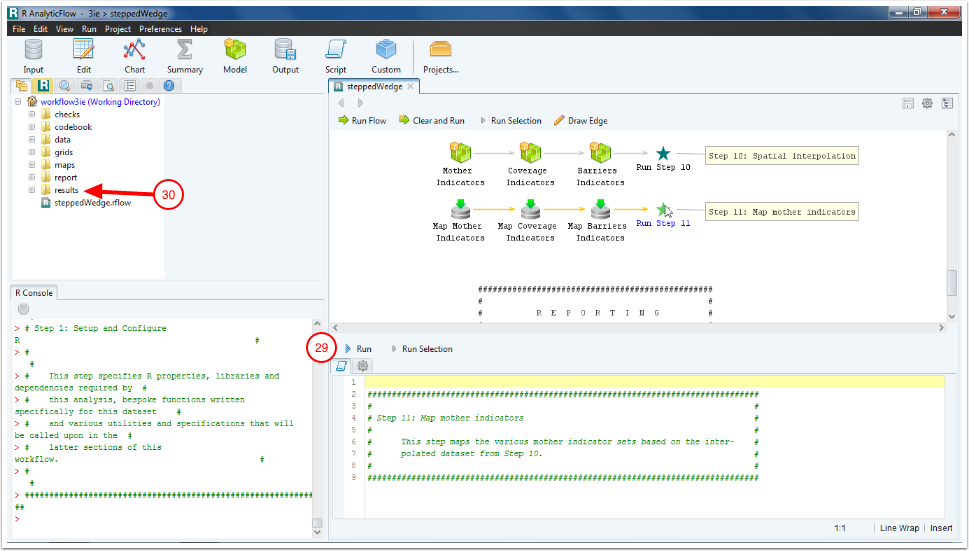 R AnalyticFlow - 3ie > steppedWedge
File Edit View Run Project Preferences Help
Input Edit Chart Summary Model Output Script Custom Projects...
workflow3ie (Working Directory)
checks
codebook
data
grids
maps
report
results
steppedWedge.rflow
30
steppedWedge
Run Flow Clear and Run Run Selection Draw Edge
Mother Indicators
Coverage Indicators
Barriers Indicators
Run Step 10
Step 10: Spatial interpolation
Map Mother Indicators
Map Coverage Indicators
Map Barriers Indicators
Run Step 11
Step 11: Map mother indicators
################################################
# #
# R E P O R T I N G #
R Console
> # Step 1: Setup and Configure
R #
> #
#
> # This step specifies R properties, libraries and
dependencies required by #
> # this analysis, bespoke functions written
specifically for this dataset #
> # and various utilities and specifications that will
be called upon in the #
> # latter sections of this
workflow. #
> #
#
> ##############################################################
##
>
29
Run Run Selection
1
2 ################################################################################
3 # #
4 # Step 11: Map mother indicators #
5 # #
6 # This step maps the various mother indicator sets based on the inter- #
7 # polated dataset from Step 10. #
8 # #
9 ################################################################################
1:1 Line Wrap Insert